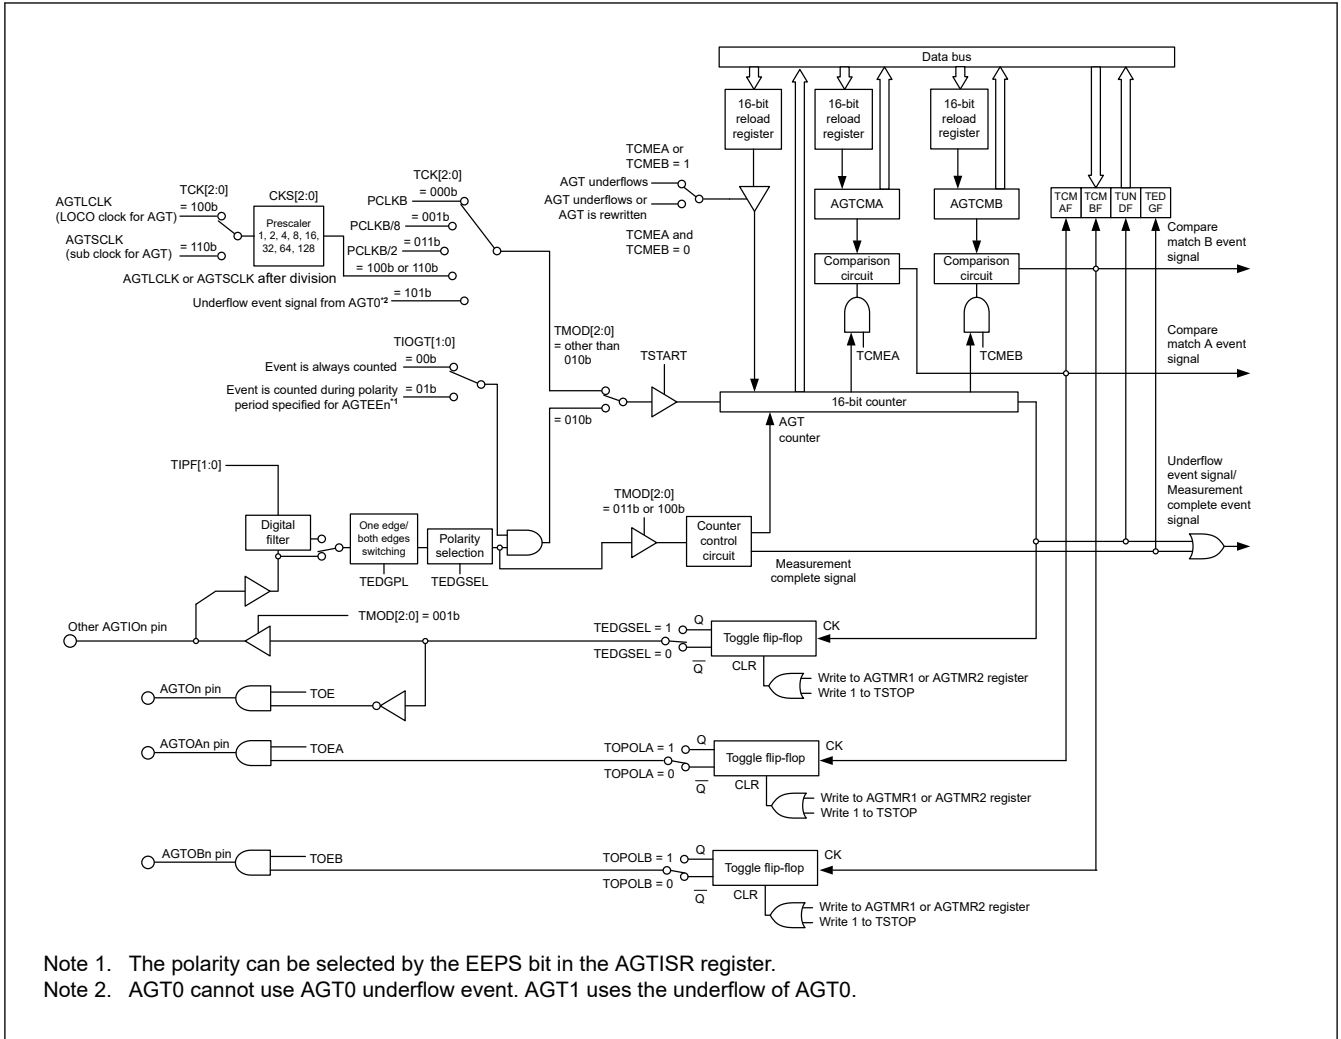 Data bus
16-bit
reload
register
16-bit
reload
register
16-bit
reload
register
TCMEA or
TCMEB = 1
AGT underflows
AGT underflows or
AGT is rewritten
TCMEA and
TCMEB = 0
TCK[2:0]
= 000b
PCLKB
= 001b
PCLKB/8
= 011b
PCLKB/2
= 100b or 110b
AGTLCLK or AGTSCLK after division
= 101b
Underflow event signal from AGT0*2
TCK[2:0]
= 100b
AGTLCLK
(LOCO clock for AGT)
AGTSCLK
(sub clock for AGT)
= 110b
CKS[2:0]
Prescaler
1, 2, 4, 8, 16,
32, 64, 128
AGTCMA
AGTCMB
TCM
AF
TCM
BF
TUN
DF
TED
GF
Comparison
circuit
Comparison
circuit
Compare
match B event
signal
TCMEA
TCMEB
Compare
match A event
signal
TIOGT[1:0]
= 00b
Event is always counted
= 01b
Event is counted during polarity
period specified for AGTEEn*1
TMOD[2:0]
= other than
010b
= 010b
TSTART
16-bit counter
AGT
counter
TIPF[1:0]
Digital
filter
One edge/
both edges
switching
Polarity
selection
TEDGPL
TEDGSEL
TMOD[2:0]
= 011b or 100b
Counter
control
circuit
Measurement
complete signal
Underflow
event signal/
Measurement
complete event
signal
TMOD[2:0] = 001b
Other AGTIOn pin
TEDGSEL = 1
TEDGSEL = 0
Q
Q
Toggle flip-flop
CK
CLR
Write to AGTMR1 or AGTMR2 register
Write 1 to TSTOP
AGTOn pin
TOE
AGTOAn pin
TOEA
TOPOLA = 1
TOPOLA = 0
Q
Q
Toggle flip-flop
CK
CLR
Write to AGTMR1 or AGTMR2 register
Write 1 to TSTOP
AGTOBn pin
TOEB
TOPOLB = 1
TOPOLB = 0
Q
Q
Toggle flip-flop
CK
CLR
Write to AGTMR1 or AGTMR2 register
Write 1 to TSTOP
Note 1. The polarity can be selected by the EEPS bit in the AGTISR register.
Note 2. AGT0 cannot use AGT0 underflow event. AGT1 uses the underflow of AGT0.